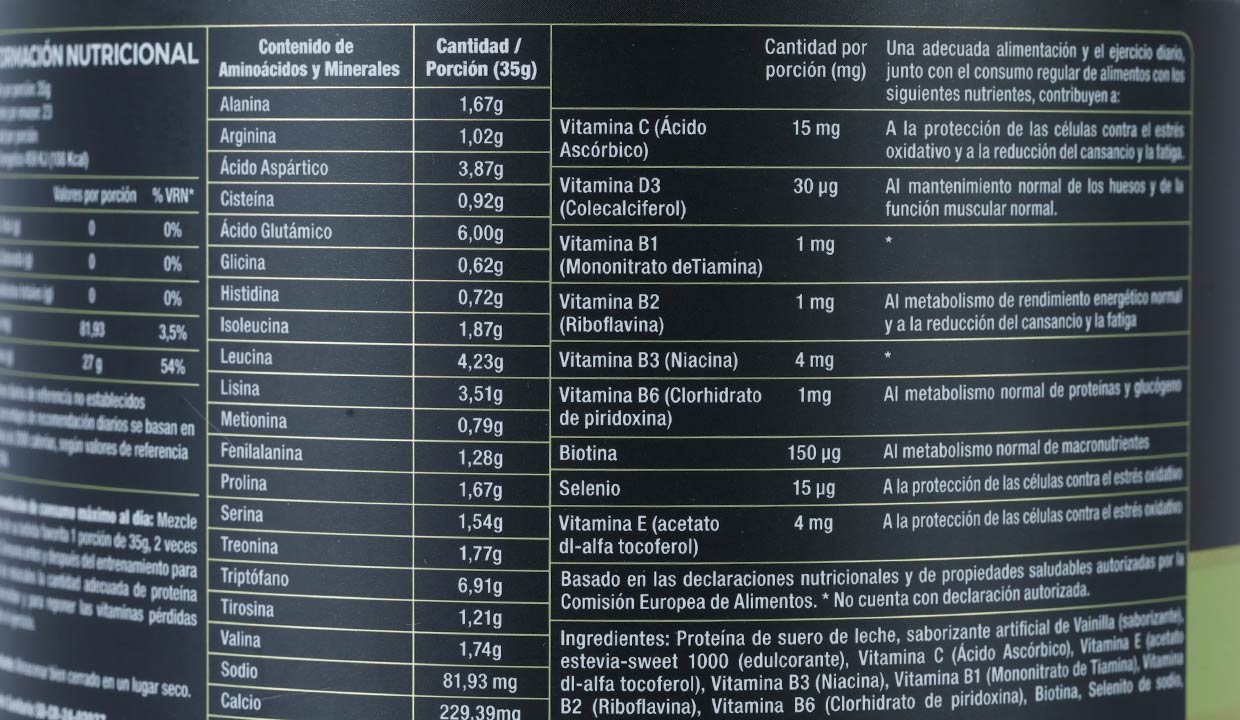 NUTRICIONAL
35g
23
(108 Kcal)
Valores por porción % VRN*
0 0%
0 0%
0 0%
81,93 3,5%
27 g 54%
de referencia no establecidos
de recomendación diarios se basan en
calorías, según valores de referencia
consumo máximo al día: Mezcle
favorita 1 porción de 35g, 2 veces
y después del entrenamiento para
la cantidad adecuada de proteína
y para reponer las vitaminas pérdidas
bien cerrado en un lugar seco.
Contenido de
Aminoácidos y Minerales
Cantidad /
Porción (35g)
Alanina 1,67g
Arginina 1,02g
Ácido Aspártico 3,87g
Cisteína 0,92g
Ácido Glutámico 6,00g
Glicina 0,62g
Histidina 0,72g
Isoleucina 1,87g
Leucina 4,23g
Lisina 3,51g
Metionina 0,79g
Fenilalanina 1,28g
Prolina 1,67g
Serina 1,54g
Treonina 1,77g
Triptófano 6,91g
Tirosina 1,21g
Valina 1,74g
Sodio 81,93 mg
Calcio 229,39mg
Cantidad por
porción (mg)
Una adecuada alimentación y el ejercicio diario,
junto con el consumo regular de alimentos con los
siguientes nutrientes, contribuyen a:
Vitamina C (Ácido 15 mg A la protección de las células contra el estrés
Ascórbico) oxidativo y a la reducción del cansancio y la fatiga.
Vitamina D3 30 µg Al mantenimiento normal de los huesos y de la
(Colecalciferol) función muscular normal.
Vitamina B1 1 mg *
(Mononitrato deTiamina)
Vitamina B2 1 mg Al metabolismo de rendimiento energético normal
(Riboflavina) y a la reducción del cansancio y la fatiga
Vitamina B3 (Niacina) 4 mg *
Vitamina B6 (Clorhidrato 1mg Al metabolismo normal de proteínas y glucógeno
de piridoxina)
Biotina 150 µg Al metabolismo normal de macronutrientes
Selenio 15 µg A la protección de las células contra el estrés oxidativo
Vitamina E (acetato 4 mg A la protección de las células contra el estrés oxidativo
dl-alfa tocoferol)
Basado en las declaraciones nutricionales y de propiedades saludables autorizadas por la
Comisión Europea de Alimentos. * No cuenta con declaración autorizada.
Ingredientes: Proteína de suero de leche, saborizante artificial de Vainilla (saborizante),
estevia-sweet 1000 (edulcorante), Vitamina C (Ácido Ascórbico), Vitamina E (acetato
dl-alfa tocoferol), Vitamina B3 (Niacina), Vitamina B1 (Mononitrato de Tiamina), Vitamina
B2 (Riboflavina), Vitamina B6 (Clorhidrato de piridoxina), Biotina, Selenito de sodio,